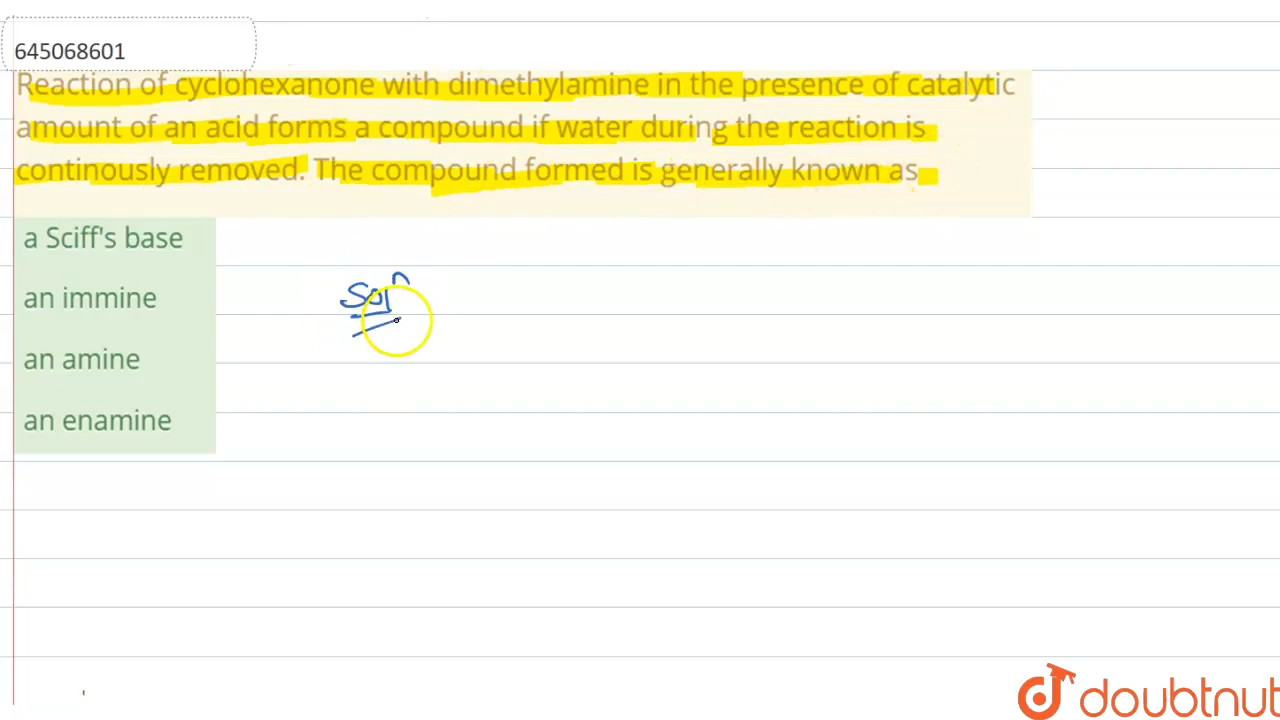 645068601
Reaction of cyclohexanone with dimethylamine in the presence of catalytic
amount of an acid forms a compound if water during the reaction is
continously removed. The compound formed is generally known as
a Sciff's base
an immine
an amine
an enamine
Solⁿ
doubtnut